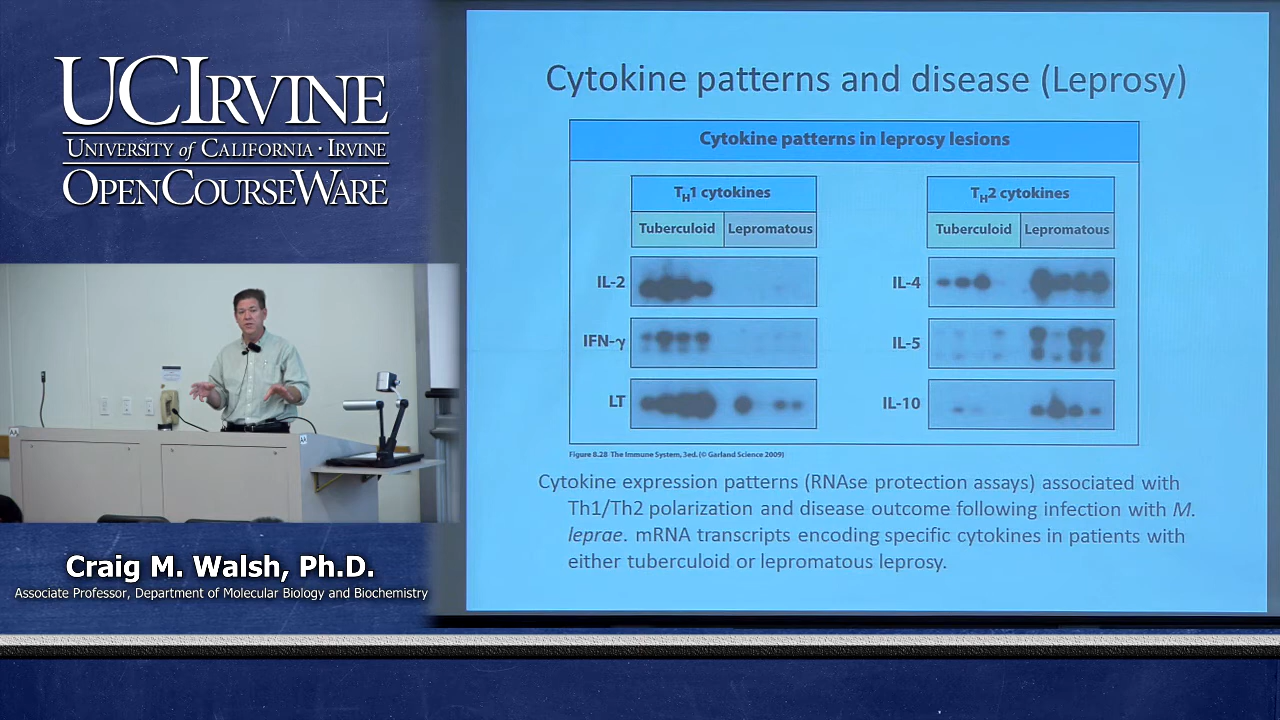 UCIRVINE
UNIVERSITY of CALIFORNIA · IRVINE
OPENCOURSEWARE
Craig M. Walsh, Ph.D.
Associate Professor, Department of Molecular Biology and Biochemistry
Cytokine patterns and disease (Leprosy)
Cytokine patterns in leprosy lesions
TH1 cytokines
Tuberculoid Lepromatous
IL-2
IFN-γ
LT
TH2 cytokines
Tuberculoid Lepromatous
IL-4
IL-5
IL-10
Figure 8.28 The Immune System, 3ed. (© Garland Science 2009)
Cytokine expression patterns (RNAse protection assays) associated with
Th1/Th2 polarization and disease outcome following infection with M.
leprae. mRNA transcripts encoding specific cytokines in patients with
either tuberculoid or lepromatous leprosy.